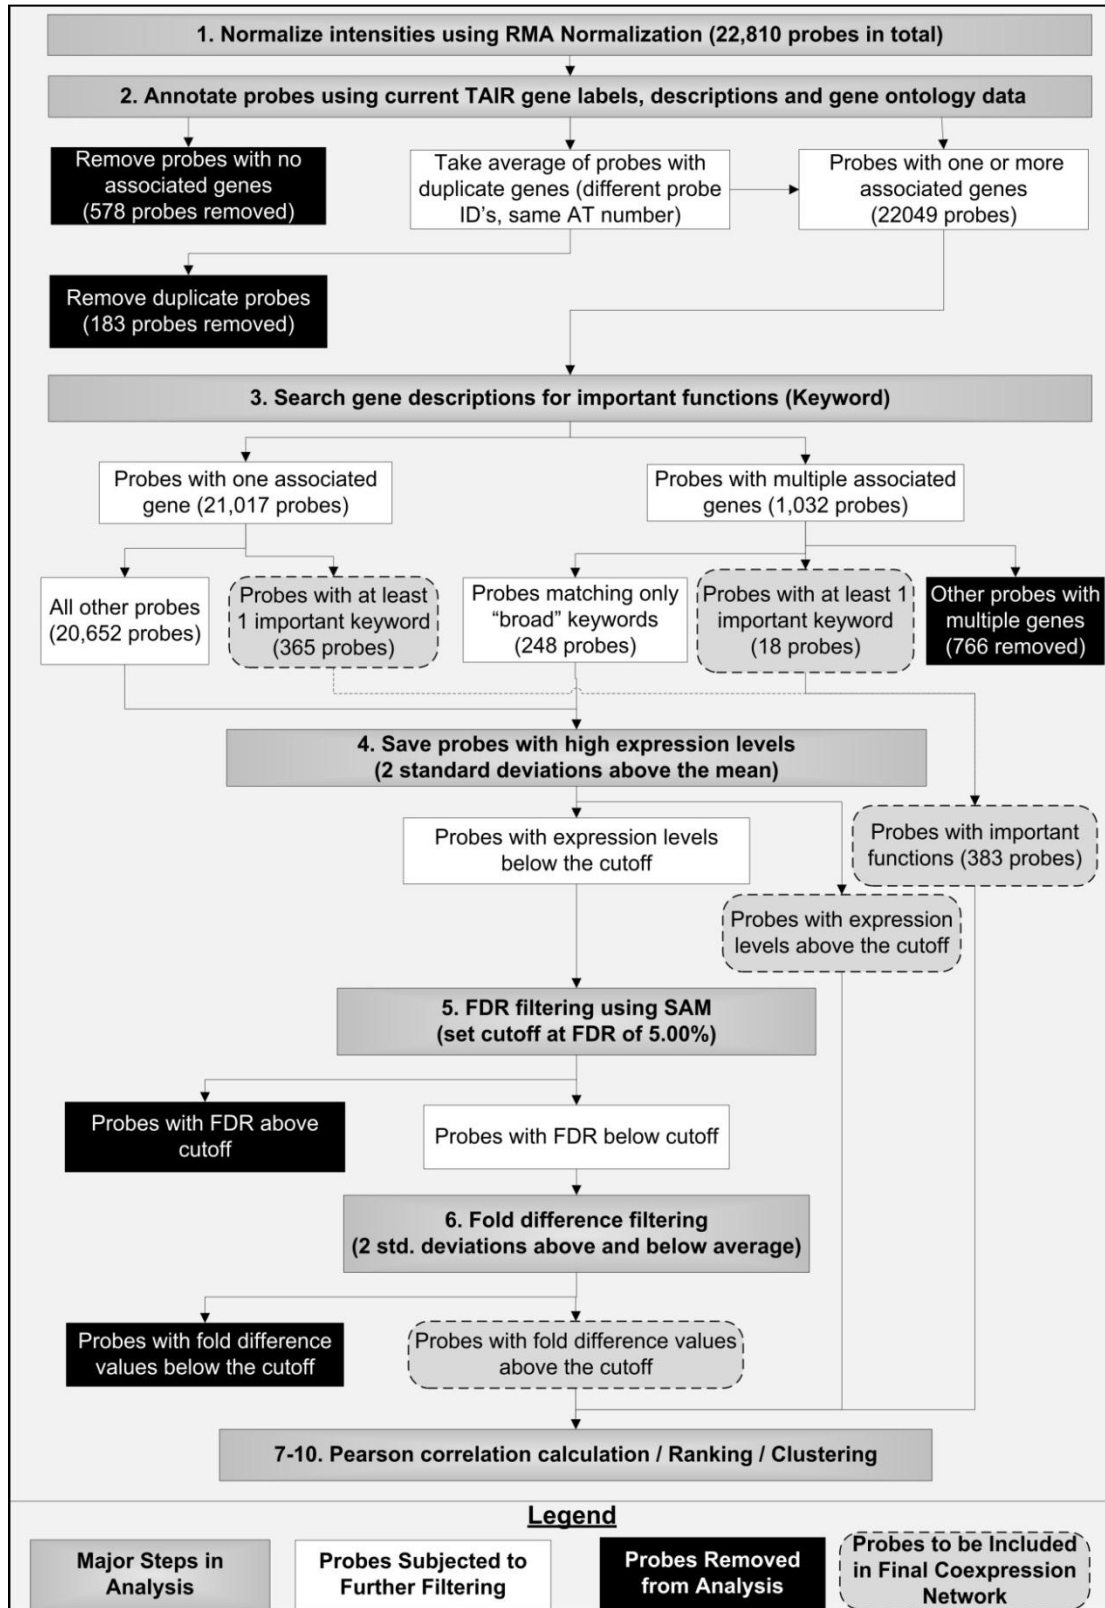 1. Normalize intensities using RMA Normalization (22,810 probes in total)
2. Annotate probes using current TAIR gene labels, descriptions and gene ontology data
Remove probes with no
associated genes
(578 probes removed)
Take average of probes with
duplicate genes (different probe
ID's, same AT number)
Probes with one or more
associated genes
(22049 probes)
Remove duplicate probes
(183 probes removed)
3. Search gene descriptions for important functions (Keyword)
Probes with one associated
gene (21,017 probes)
Probes with multiple associated
genes (1,032 probes)
All other probes
(20,652 probes)
Probes with at least
1 important keyword
(365 probes)
Probes matching only
“broad” keywords
(248 probes)
Probes with at least 1
important keyword
(18 probes)
Other probes with
multiple genes
(766 removed)
4. Save probes with high expression levels
(2 standard deviations above the mean)
Probes with expression levels
below the cutoff
Probes with important
functions (383 probes)
Probes with expression
levels above the cutoff
5. FDR filtering using SAM
(set cutoff at FDR of 5.00%)
Probes with FDR above
cutoff
Probes with FDR below cutoff
6. Fold difference filtering
(2 std. deviations above and below average)
Probes with fold difference
values below the cutoff
Probes with fold difference values
above the cutoff
7-10. Pearson correlation calculation / Ranking / Clustering
Legend
Major Steps in
Analysis
Probes Subjected to
Further Filtering
Probes Removed
from Analysis
Probes to be Included
in Final Coexpression
Network